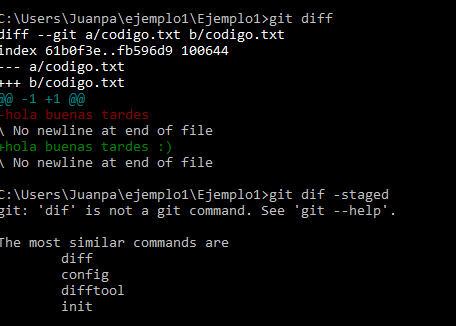 C:\Users\Juanpa\ejemplo1\Ejemplo1>git diff
diff --git a/codigo.txt b/codigo.txt
index 61b0f3e..fb596d9 100644
--- a/codigo.txt
+++ b/codigo.txt
@@ -1 +1 @@
-hola buenas tardes
\ No newline at end of file
+hola buenas tardes :)
\ No newline at end of file
C:\Users\Juanpa\ejemplo1\Ejemplo1>git dif -staged
git: 'dif' is not a git command. See 'git --help'.
The most similar commands are
diff
config
difftool
init